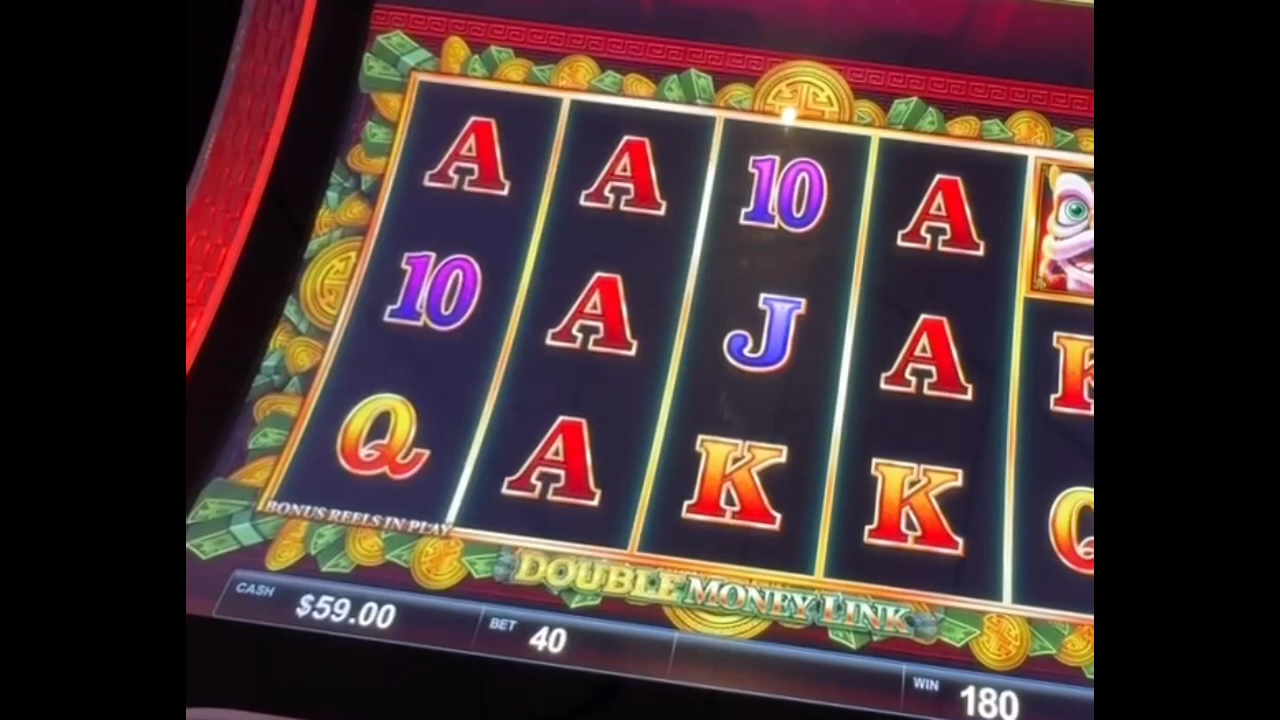 A A 10 A
10 A J A K
Q A K K Q
BONUS REELS IN PLAY
DOUBLE MONEY LINK
CASH $59.00 BET 40 WIN 180